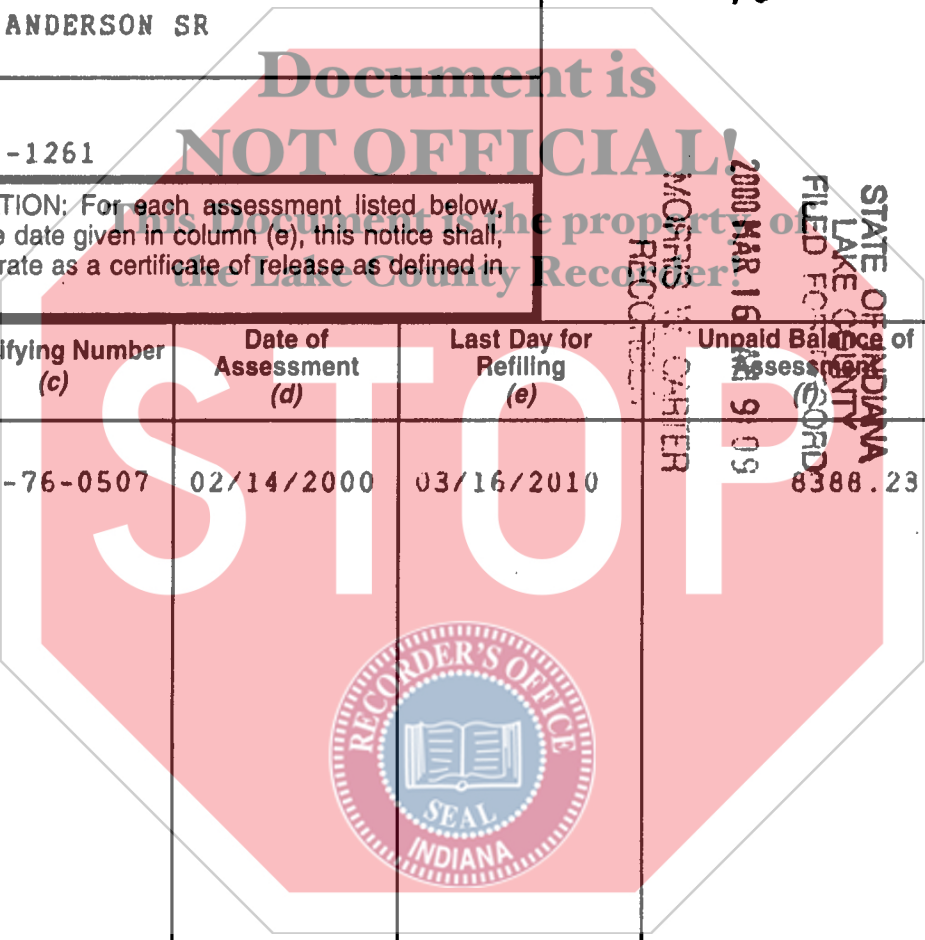 ANDERSON SR
Document is
NOT OFFICIAL!
This Document is the property of
the Lake County Recorder!
-1261
TION: For each assessment listed below,
e date given in column (e), this notice shall,
rate as a certificate of release as defined in
STATE OF INDIANA
LAKE COUNTY
FILED FOR RECORD
2000 MAR 16 AM 9 09
MORRIS W. CARTER
RECORDER
ifying Number
(c)
Date of
Assessment
(d)
Last Day for
Refiling
(e)
Unpaid Balance of
Assessment
(f)
-76-0507
02/14/2000
03/16/2010
8388.23
STOP
RECORDER'S OFFICE
SEAL
INDIANA